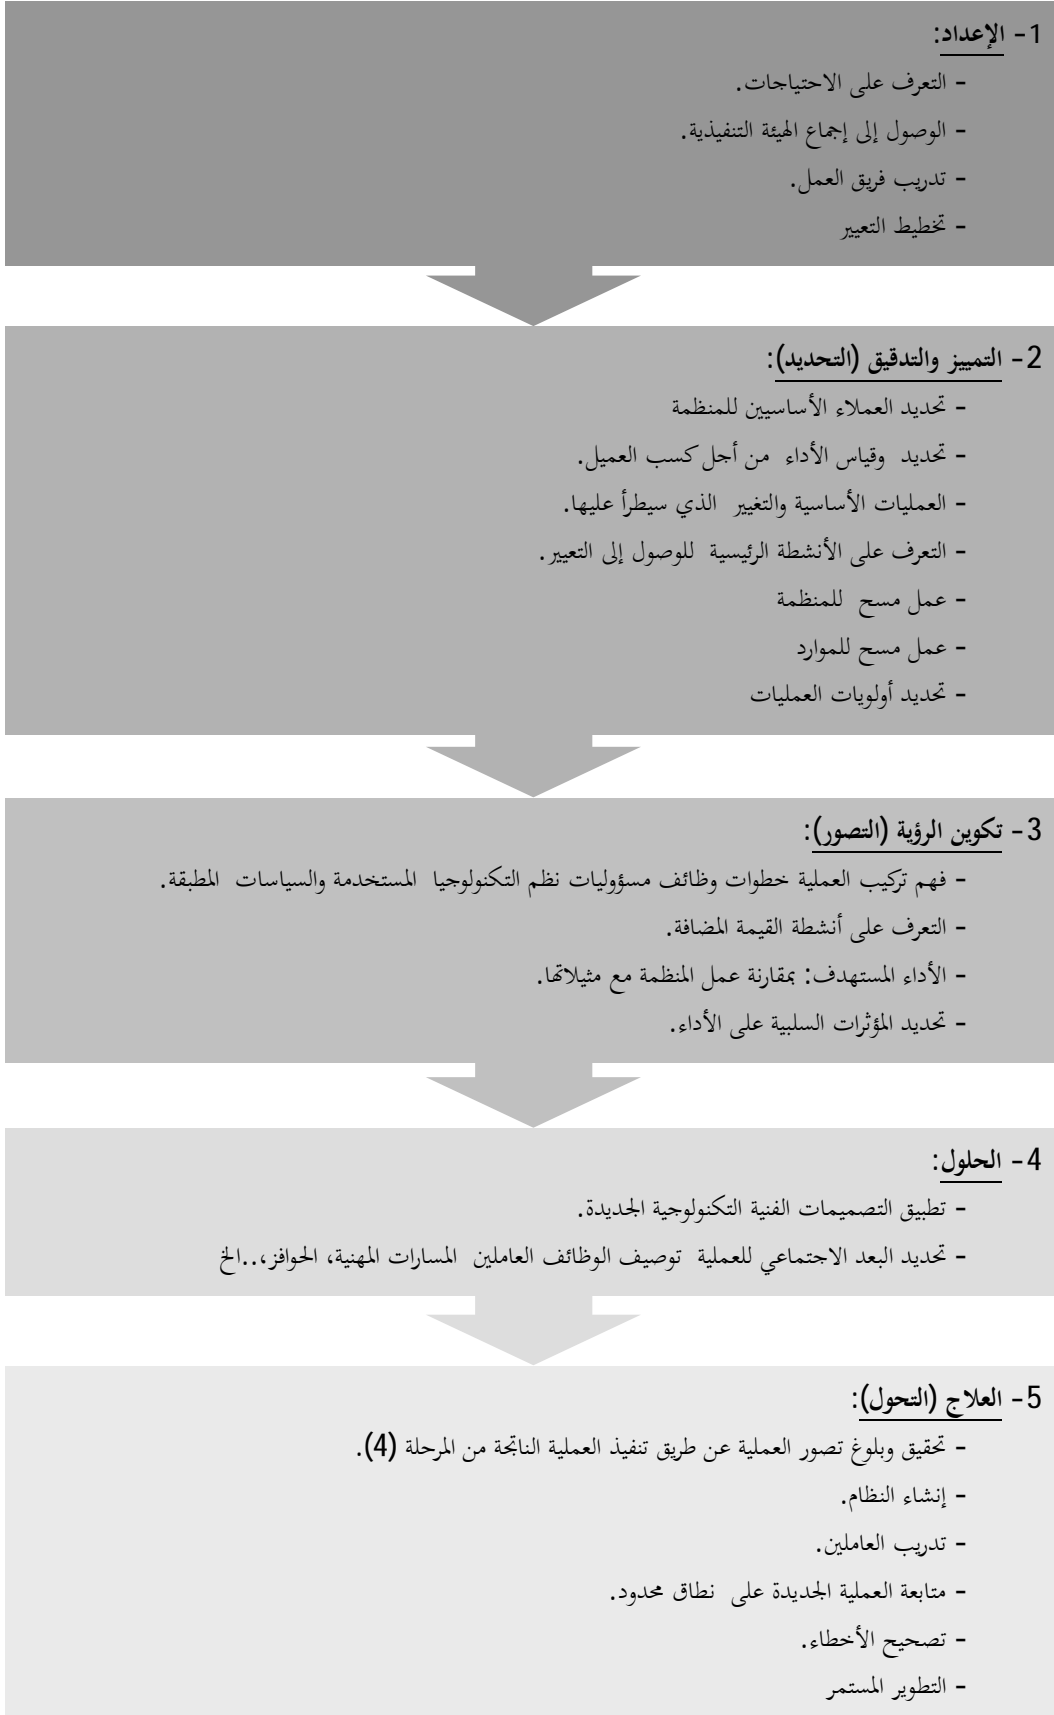 1- الإعداد:
- التعرف على الاحتياجات.
- الوصول إلى إجماع الهيئة التنفيذية.
- تدريب فريق العمل.
- تخطيط التعيير
2- التمييز والتدقيق (التحديد):
- تحديد العملاء الأساسيين للمنظمة
- تحديد وقياس الأداء من أجل كسب العميل.
- العمليات الأساسية والتغيير الذي سيطرأ عليها.
- التعرف على الأنشطة الرئيسية للوصول إلى التعيير.
- عمل مسح للمنظمة
- عمل مسح للموارد
- تحديد أولويات العمليات
3- تكوين الرؤية (التصور):
- فهم تركيب العملية خطوات وظائف مسؤوليات نظم التكنولوجيا المستخدمة والسياسات المطبقة.
- التعرف على أنشطة القيمة المضافة.
- الأداء المستهدف: بمقارنة عمل المنظمة مع مثيلاتها.
- تحديد المؤثرات السلبية على الأداء.
4- الحلول:
- تطبيق التصميمات الفنية التكنولوجية الجديدة.
- تحديد البعد الاجتماعي للعملية توصيف الوظائف العاملين المسارات المهنية، الحوافز،..الخ
5- العلاج (التحول):
- تحقيق وبلوغ تصور العملية عن طريق تنفيذ العملية الناتجة من المرحلة (4).
- إنشاء النظام.
- تدريب العاملين.
- متابعة العملية الجديدة على نطاق محدود.
- تصحيح الأخطاء.
- التطوير المستمر